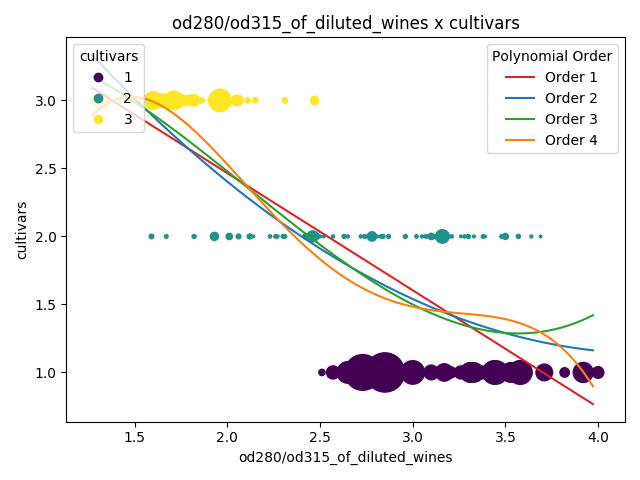 od280/od315_of_diluted_wines x cultivars
cultivars
1
2
3
Polynomial Order
Order 1
Order 2
Order 3
Order 4
cultivars
3.0
2.5
2.0
1.5
1.0
1.5 2.0 2.5 3.0 3.5 4.0
od280/od315_of_diluted_wines